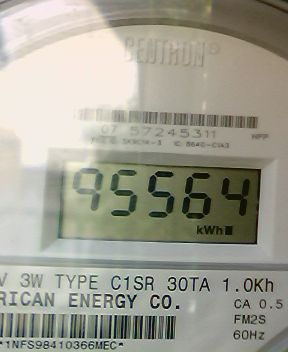 CENTRON®
07 57245311
95564
kWh
V 3W TYPE C1SR 30TA 1.0Kh
RICAN ENERGY CO.
CA 0.5
FM2S
60Hz
*1NFS98410366MEC*